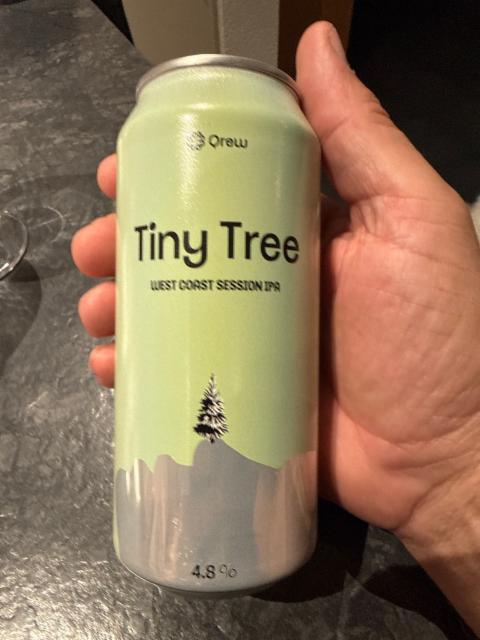 Qrew
Tiny Tree
WEST COAST SESSION IPA
4.8%